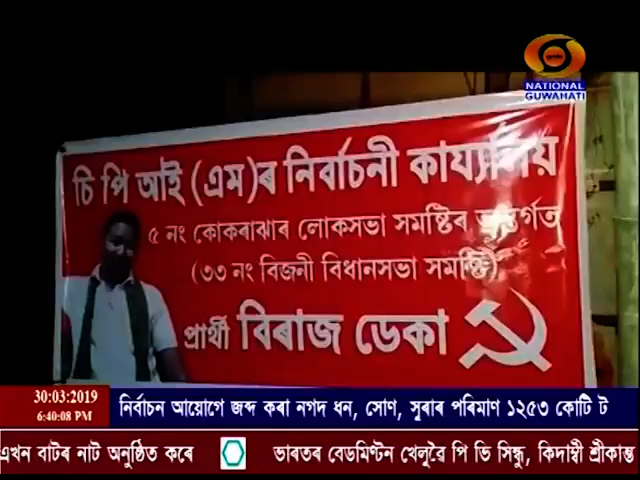 NATIONAL
GUWAHATI
চি পি আই (এম)ৰ নিৰ্বাচনী কাৰ্য্যালয়
৫ নং কোকৰাঝাৰ লোকসভা সমষ্টিৰ অন্তৰ্গত
(৩৩ নং বিজনী বিধানসভা সমষ্টি)
প্ৰাৰ্থী বিৰাজ ডেকা
30:03:2019
6:40:08 PM
নিৰ্বাচন আয়োগে জব্দ কৰা নগদ ধন, সোণ, সূৰাৰ পৰিমাণ ১২৫৩ কোটি ট
এখন বাটৰ নাট অনুষ্ঠিত কৰে
ভাৰতৰ বেডমিণ্টন খেলুৱৈ পি ভি সিন্ধু, কিদাম্বী শ্ৰীকান্ত